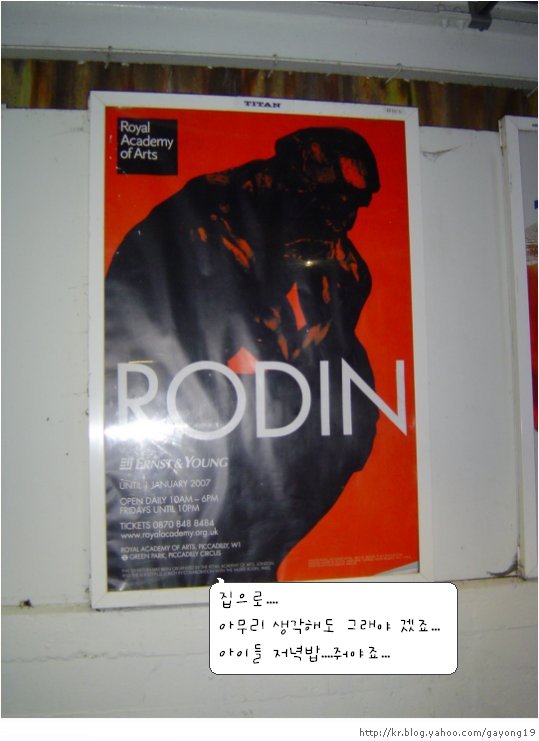 TITAN
Royal
Academy
of Arts
RODIN
ERNST & YOUNG
UNTIL 1 JANUARY 2007
OPEN DAILY 10AM – 6PM
FRIDAYS UNTIL 10PM
TICKETS 0870 848 8484
www.royalacademy.org.uk
ROYAL ACADEMY OF ARTS, PICCADILLY, W1
GREEN PARK, PICCADILLY CIRCUS
집으로....
아무리 생각해도 그래야 겠죠...
아이들 저녁밥....줘야죠...
http://kr.blog.yahoo.com/gayong19